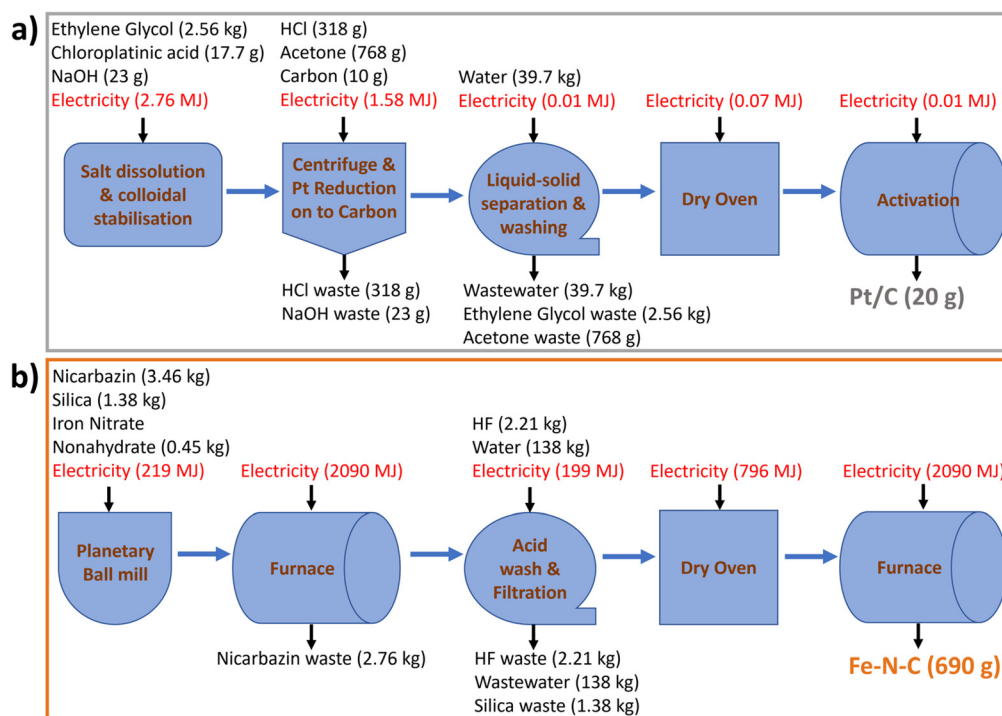 a)
Ethylene Glycol (2.56 kg)
Chloroplatinic acid (17.7 g)
NaOH (23 g)
Electricity (2.76 MJ)
HCl (318 g)
Acetone (768 g)
Carbon (10 g)
Electricity (1.58 MJ)
Water (39.7 kg)
Electricity (0.01 MJ)
Electricity (0.07 MJ)
Electricity (0.01 MJ)
Salt dissolution
& colloidal
stabilisation
Centrifuge &
Pt Reduction
on to Carbon
Liquid-solid
separation &
washing
Dry Oven
Activation
HCl waste (318 g)
NaOH waste (23 g)
Wastewater (39.7 kg)
Ethylene Glycol waste (2.56 kg)
Acetone waste (768 g)
Pt/C (20 g)
b)
Nicarbazin (3.46 kg)
Silica (1.38 kg)
Iron Nitrate
Nonahydrate (0.45 kg)
Electricity (219 MJ)
Electricity (2090 MJ)
HF (2.21 kg)
Water (138 kg)
Electricity (199 MJ)
Electricity (796 MJ)
Electricity (2090 MJ)
Planetary
Ball mill
Furnace
Acid
wash &
Filtration
Dry Oven
Furnace
Nicarbazin waste (2.76 kg)
HF waste (2.21 kg)
Wastewater (138 kg)
Silica waste (1.38 kg)
Fe-N-C (690 g)